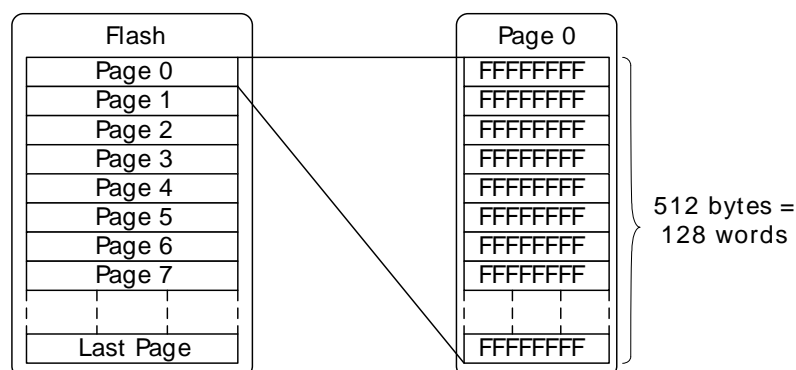 Flash
Page 0
Page 1
Page 2
Page 3
Page 4
Page 5
Page 6
Page 7
Last Page
Page 0
FFFFFFFF
FFFFFFFF
FFFFFFFF
FFFFFFFF
FFFFFFFF
FFFFFFFF
FFFFFFFF
FFFFFFFF
FFFFFFFF
512 bytes =
128 words